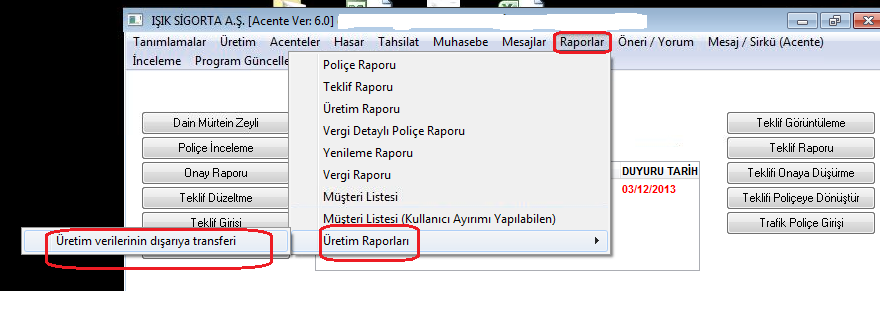 IŞIK SİGORTA A.Ş. [Acente Ver: 6.0]
Tanımlamalar Üretim Acenteler Hasar Tahsilat Muhasebe Mesajlar Raporlar Öneri / Yorum Mesaj / Sirkü (Acente)
İnceleme Program Güncelle
Poliçe Raporu
Teklif Raporu
Üretim Raporu
Vergi Detaylı Poliçe Raporu
Yenileme Raporu
Vergi Raporu
Müşteri Listesi
Müşteri Listesi (Kullanıcı Ayırımı Yapılabilen)
Üretim Raporları
Üretim verilerinin dışarıya transferi
Dain Mürtein Zeyli
Poliçe İnceleme
Onay Raporu
Teklif Düzeltme
Teklif Girişi
DUYURU TARİH
03/12/2013
Teklif Görüntüleme
Teklif Raporu
Teklifi Onaya Düşürme
Teklifi Poliçeye Dönüştür
Trafik Poliçe Girişi